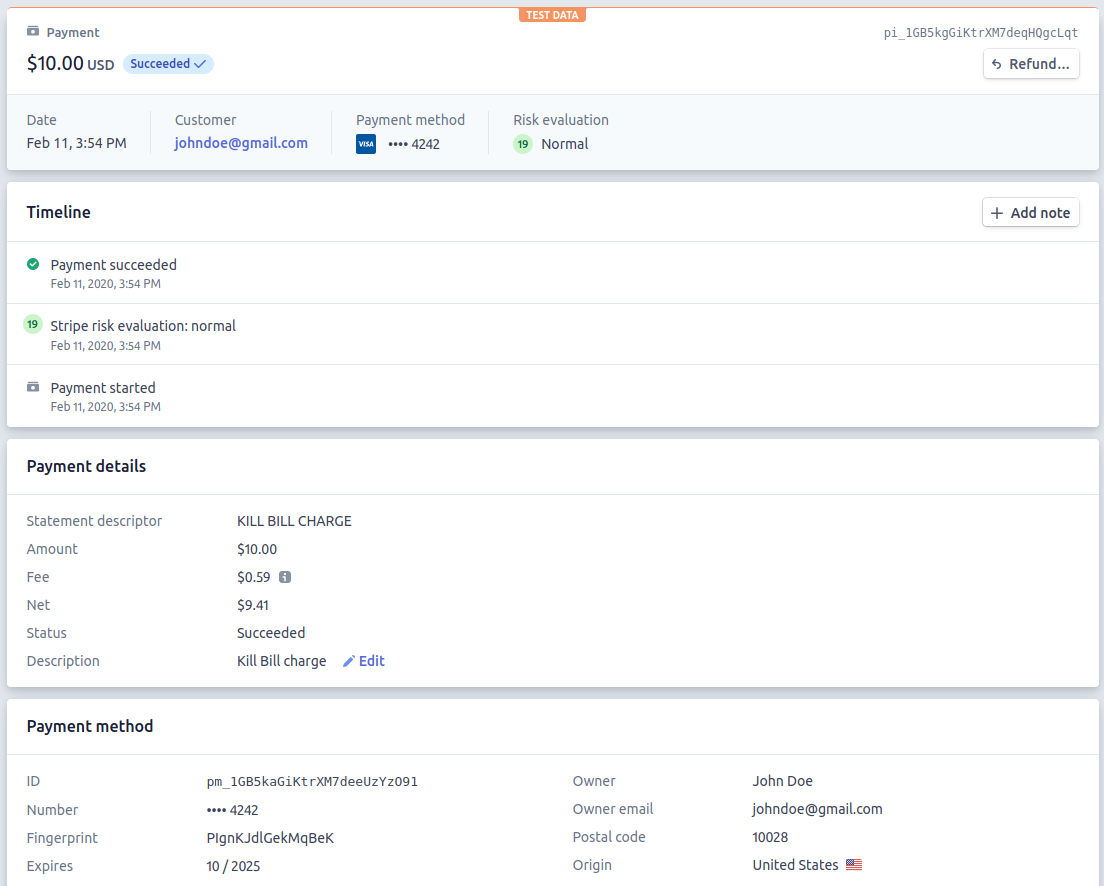 TEST DATA
Payment pi_1GB5kgGiKtrXM7deqHQgcLqt
$10.00 USD Succeeded Refund...
Date Customer Payment method Risk evaluation
Feb 11, 3:54 PM johndoe@gmail.com VISA •••• 4242 19 Normal
Timeline Add note
Payment succeeded
Feb 11, 2020, 3:54 PM
19 Stripe risk evaluation: normal
Feb 11, 2020, 3:54 PM
Payment started
Feb 11, 2020, 3:54 PM
Payment details
Statement descriptor KILL BILL CHARGE
Amount $10.00
Fee $0.59
Net $9.41
Status Succeeded
Description Kill Bill charge Edit
Payment method
ID pm_1GB5kaGiKtrXM7deeUzYzO91 Owner John Doe
Number •••• 4242 Owner email johndoe@gmail.com
Fingerprint PIgnKJdlGekMqBeK Postal code 10028
Expires 10 / 2025 Origin United States